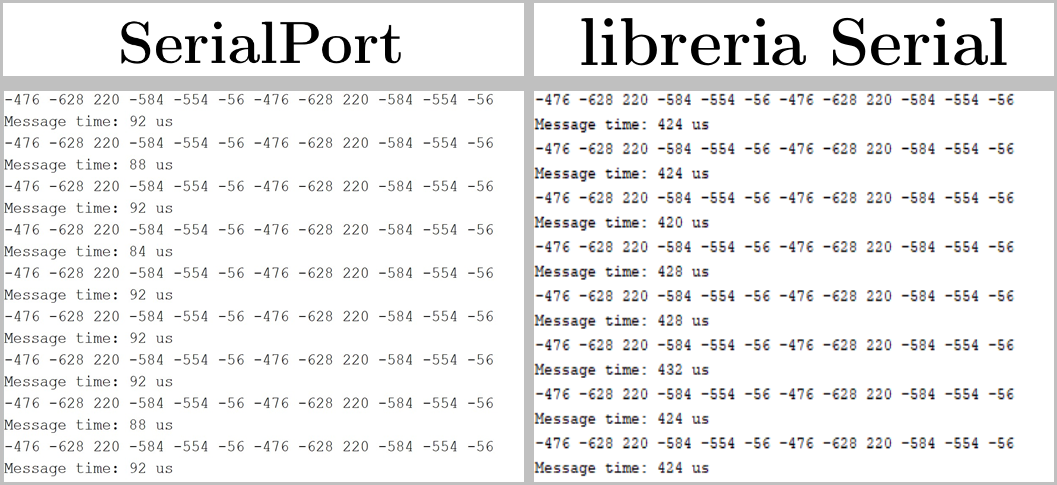 SerialPort
-476 -628 220 -584 -554 -56 -476 -628 220 -584 -554 -56
Message time: 92 us
-476 -628 220 -584 -554 -56 -476 -628 220 -584 -554 -56
Message time: 88 us
-476 -628 220 -584 -554 -56 -476 -628 220 -584 -554 -56
Message time: 92 us
-476 -628 220 -584 -554 -56 -476 -628 220 -584 -554 -56
Message time: 84 us
-476 -628 220 -584 -554 -56 -476 -628 220 -584 -554 -56
Message time: 92 us
-476 -628 220 -584 -554 -56 -476 -628 220 -584 -554 -56
Message time: 92 us
-476 -628 220 -584 -554 -56 -476 -628 220 -584 -554 -56
Message time: 92 us
-476 -628 220 -584 -554 -56 -476 -628 220 -584 -554 -56
Message time: 88 us
-476 -628 220 -584 -554 -56 -476 -628 220 -584 -554 -56
Message time: 92 us
libreria Serial
-476 -628 220 -584 -554 -56 -476 -628 220 -584 -554 -56
Message time: 424 us
-476 -628 220 -584 -554 -56 -476 -628 220 -584 -554 -56
Message time: 424 us
-476 -628 220 -584 -554 -56 -476 -628 220 -584 -554 -56
Message time: 420 us
-476 -628 220 -584 -554 -56 -476 -628 220 -584 -554 -56
Message time: 428 us
-476 -628 220 -584 -554 -56 -476 -628 220 -584 -554 -56
Message time: 428 us
-476 -628 220 -584 -554 -56 -476 -628 220 -584 -554 -56
Message time: 432 us
-476 -628 220 -584 -554 -56 -476 -628 220 -584 -554 -56
Message time: 424 us
-476 -628 220 -584 -554 -56 -476 -628 220 -584 -554 -56
Message time: 424 us